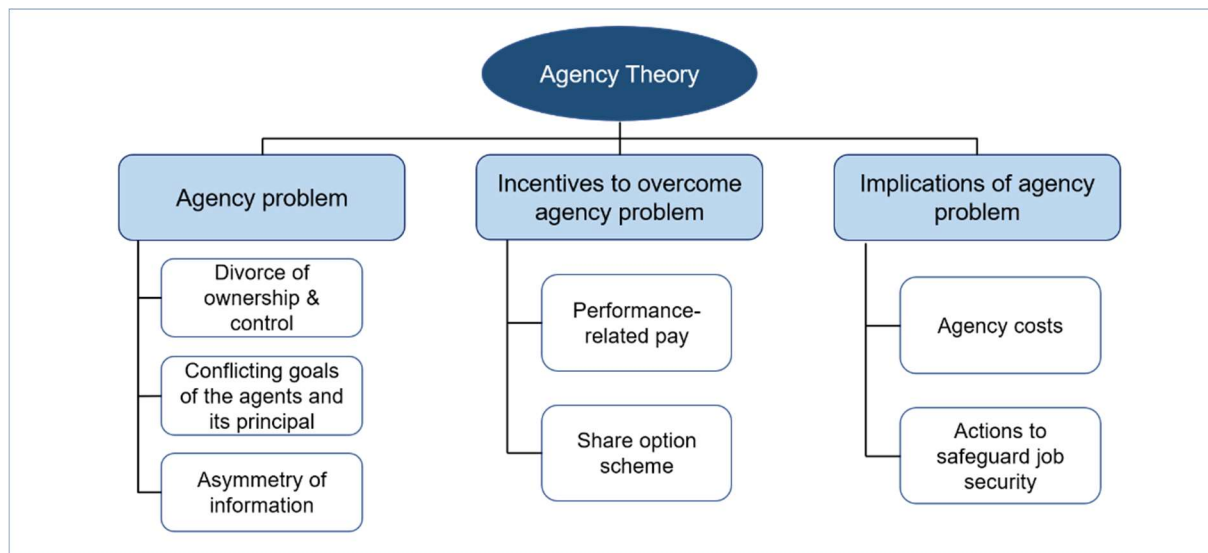 Agency Theory
Agency problem
Divorce of
ownership &
control
Conflicting goals
of the agents and
its principal
Asymmetry of
information
Incentives to overcome
agency problem
Performance-
related pay
Share option
scheme
Implications of agency
problem
Agency costs
Actions to
safeguard job
security